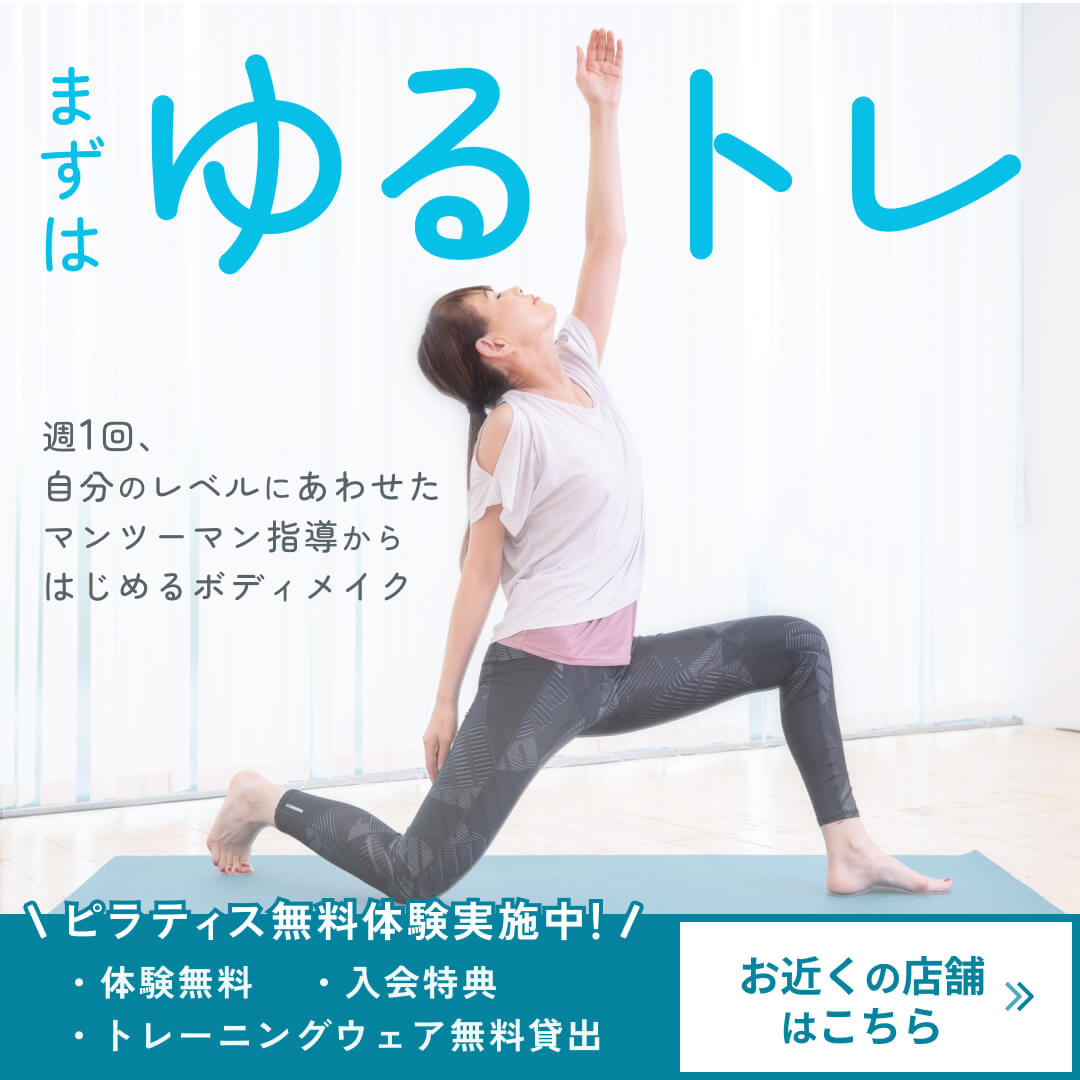 まずは
ゆるトレ
週1回、
自分のレベルにあわせた
マンツーマン指導から
はじめるボディメイク
\ ピラティス無料体験実施中! /
・体験無料 ・入会特典
・トレーニングウェア無料貸出
お近くの店舗
はこちら